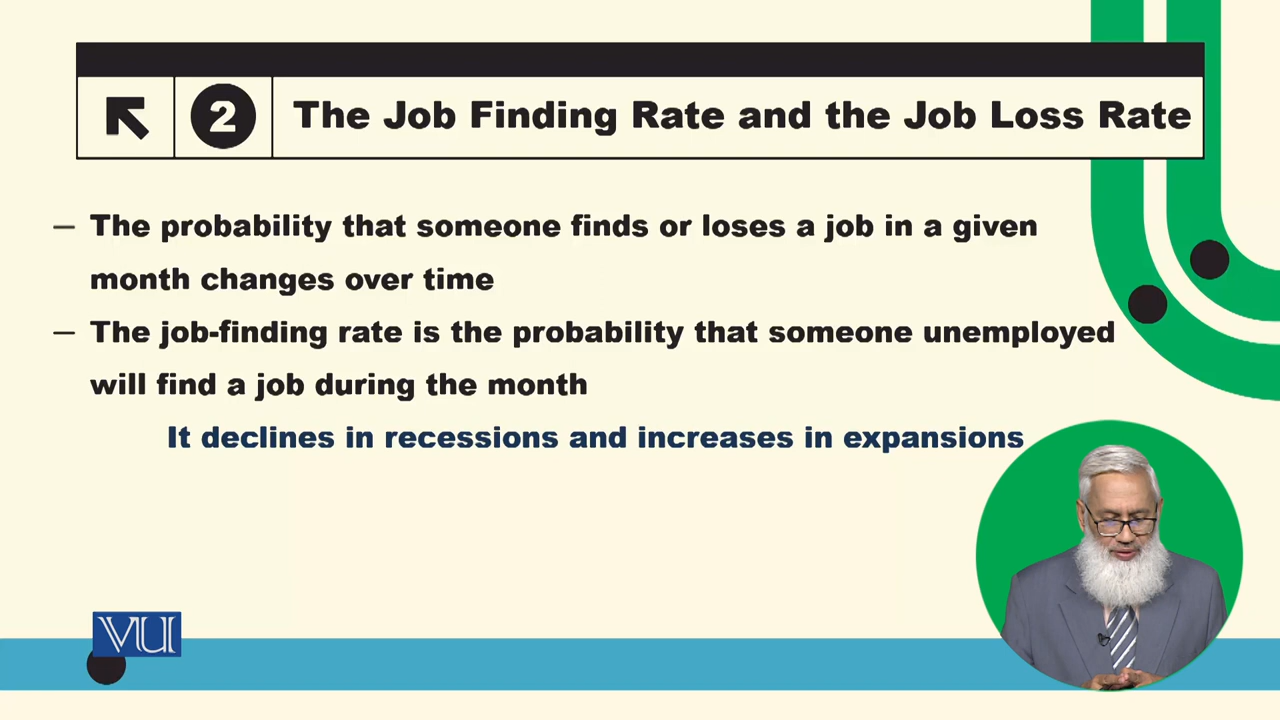 2 The Job Finding Rate and the Job Loss Rate
– The probability that someone finds or loses a job in a given
month changes over time
– The job-finding rate is the probability that someone unemployed
will find a job during the month
It declines in recessions and increases in expansions
VU